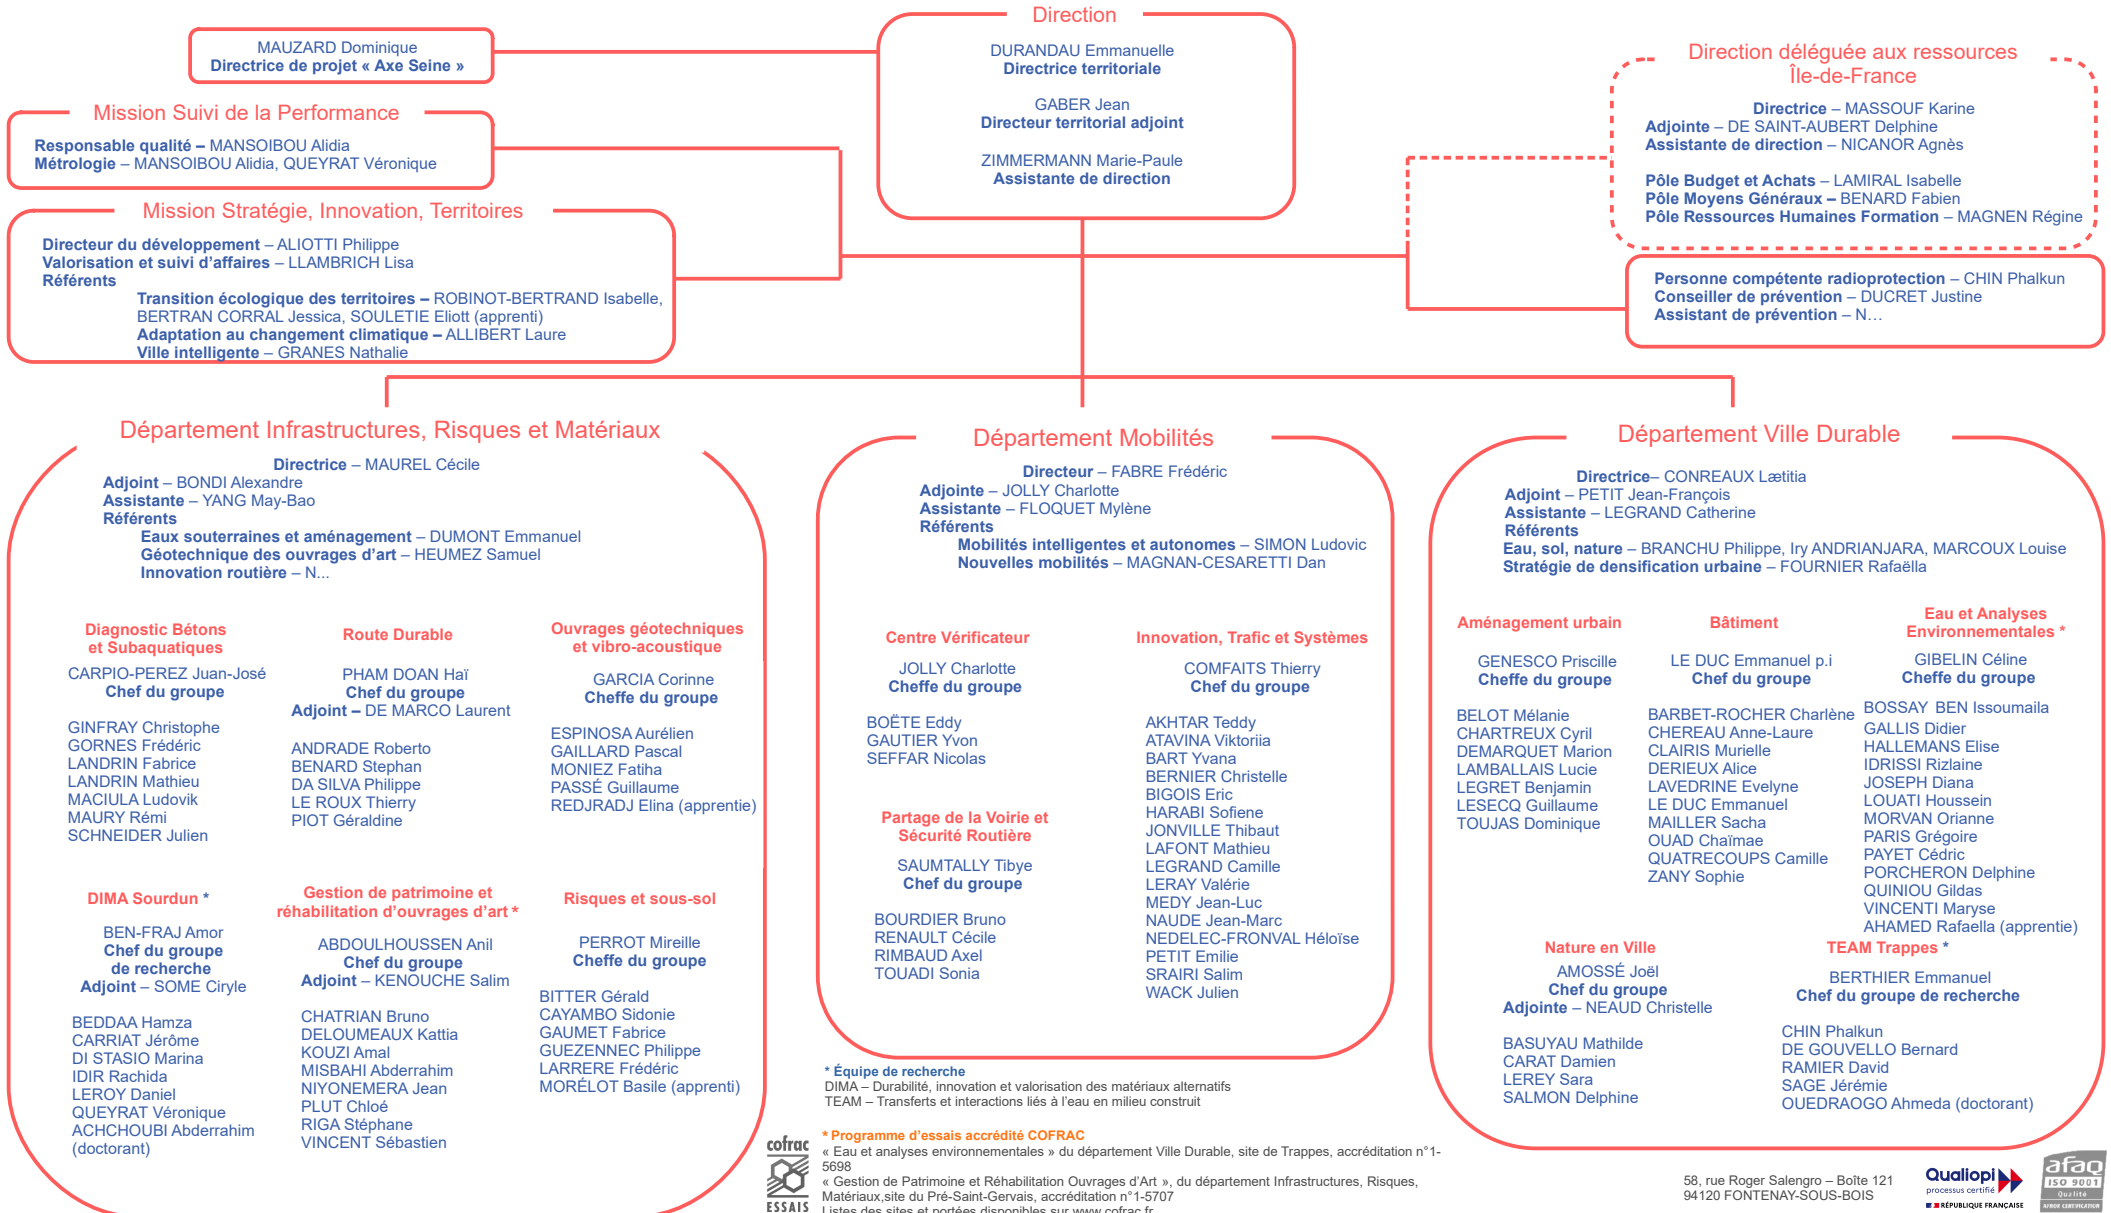 Direction
DURANDAU Emmanuelle
Directrice territoriale
GABER Jean
Directeur territorial adjoint
ZIMMERMANN Marie-Paule
Assistante de direction
MAUZARD Dominique
Directrice de projet « Axe Seine »
Mission Suivi de la Performance
Responsable qualité – MANSOIBOU Alidia
Métrologie – MANSOIBOU Alidia, QUEYRAT Véronique
Mission Stratégie, Innovation, Territoires
Directeur du développement – ALIOTTI Philippe
Valorisation et suivi d'affaires – LLAMBRICH Lisa
Référents
Transition écologique des territoires – ROBINOT-BERTRAND Isabelle,
BERTRAN CORRAL Jessica, SOULETIE Eliott (apprenti)
Adaptation au changement climatique – ALLIBERT Laure
Ville intelligente – GRANES Nathalie
Direction déléguée aux ressources
Île-de-France
Directrice – MASSOUF Karine
Adjointe – DE SAINT-AUBERT Delphine
Assistante de direction – NICANOR Agnès
Pôle Budget et Achats – LAMIRAL Isabelle
Pôle Moyens Généraux – BENARD Fabien
Pôle Ressources Humaines Formation – MAGNEN Régine
Personne compétente radioprotection – CHIN Phalkun
Conseiller de prévention – DUCRET Justine
Assistant de prévention – N…
Département Infrastructures, Risques et Matériaux
Directrice – MAUREL Cécile
Adjoint – BONDI Alexandre
Assistante – YANG May-Bao
Référents
Eaux souterraines et aménagement – DUMONT Emmanuel
Géotechnique des ouvrages d'art – HEUMEZ Samuel
Innovation routière – N...
Diagnostic Bétons
et Subaquatiques
CARPIO-PEREZ Juan-José
Chef du groupe
GINFRAY Christophe
GORNES Frédéric
LANDRIN Fabrice
LANDRIN Mathieu
MACIULA Ludovik
MAURY Rémi
SCHNEIDER Julien
Route Durable
PHAM DOAN Haï
Chef du groupe
Adjoint – DE MARCO Laurent
ANDRADE Roberto
BENARD Stephan
DA SILVA Philippe
LE ROUX Thierry
PIOT Géraldine
Ouvrages géotechniques
et vibro-acoustique
GARCIA Corinne
Cheffe du groupe
ESPINOSA Aurélien
GAILLARD Pascal
MONIEZ Fatiha
PASSÉ Guillaume
REDJRADJ Elina (apprentie)
DIMA Sourdun *
BEN-FRAJ Amor
Chef du groupe
de recherche
Adjoint – SOME Ciryle
BEDDAA Hamza
CARRIAT Jérôme
DI STASIO Marina
IDIR Rachida
LEROY Daniel
QUEYRAT Véronique
ACHCHOUBI Abderrahim
(doctorant)
Gestion de patrimoine et
réhabilitation d'ouvrages d'art *
ABDOULHOUSSEN Anil
Chef du groupe
Adjoint – KENOUCHE Salim
CHATRIAN Bruno
DELOUMEAUX Kattia
KOUZI Amal
MISBAHI Abderrahim
NIYONEMERA Jean
PLUT Chloé
RIGA Stéphane
VINCENT Sébastien
Risques et sous-sol
PERROT Mireille
Cheffe du groupe
BITTER Gérald
CAYAMBO Sidonie
GAUMET Fabrice
GUEZENNEC Philippe
LARRERE Frédéric
MORÉLOT Basile (apprenti)
Département Mobilités
Directeur – FABRE Frédéric
Adjointe – JOLLY Charlotte
Assistante – FLOQUET Mylène
Référents
Mobilités intelligentes et autonomes – SIMON Ludovic
Nouvelles mobilités – MAGNAN-CESARETTI Dan
Centre Vérificateur
JOLLY Charlotte
Cheffe du groupe
BOËTE Eddy
GAUTIER Yvon
SEFFAR Nicolas
Partage de la Voirie et
Sécurité Routière
SAUMTALLY Tibye
Chef du groupe
BOURDIER Bruno
RENAULT Cécile
RIMBAUD Axel
TOUADI Sonia
Innovation, Trafic et Systèmes
COMFAITS Thierry
Chef du groupe
AKHTAR Teddy
ATAVINA Viktoriia
BART Yvana
BERNIER Christelle
BIGOIS Eric
HARABI Sofiene
JONVILLE Thibaut
LAFONT Mathieu
LEGRAND Camille
LERAY Valérie
MEDY Jean-Luc
NAUDE Jean-Marc
NEDELEC-FRONVAL Héloïse
PETIT Emilie
SRAIRI Salim
WACK Julien
Département Ville Durable
Directrice– CONREAUX Lætitia
Adjoint – PETIT Jean-François
Assistante – LEGRAND Catherine
Référents
Eau, sol, nature – BRANCHU Philippe, Iry ANDRIANJARA, MARCOUX Louise
Stratégie de densification urbaine – FOURNIER Rafaëlla
Aménagement urbain
GENESCO Priscille
Cheffe du groupe
BELOT Mélanie
CHARTREUX Cyril
DEMARQUET Marion
LAMBALLAIS Lucie
LEGRET Benjamin
LESECQ Guillaume
TOUJAS Dominique
Bâtiment
LE DUC Emmanuel p.i
Chef du groupe
BARBET-ROCHER Charlène
CHEREAU Anne-Laure
CLAIRIS Murielle
DERIEUX Alice
LAVEDRINE Evelyne
LE DUC Emmanuel
MAILLER Sacha
OUAD Chaïmae
QUATRECOUPS Camille
ZANY Sophie
Eau et Analyses
Environnementales *
GIBELIN Céline
Cheffe du groupe
BOSSAY BEN Issoumaila
GALLIS Didier
HALLEMANS Elise
IDRISSI Rizlaine
JOSEPH Diana
LOUATI Houssein
MORVAN Orianne
PARIS Grégoire
PAYET Cédric
PORCHERON Delphine
QUINIOU Gildas
VINCENTI Maryse
AHAMED Rafaella (apprentie)
Nature en Ville
AMOSSÉ Joël
Chef du groupe
Adjointe – NEAUD Christelle
BASUYAU Mathilde
CARAT Damien
LEREY Sara
SALMON Delphine
TEAM Trappes *
BERTHIER Emmanuel
Chef du groupe de recherche
CHIN Phalkun
DE GOUVELLO Bernard
RAMIER David
SAGE Jérémie
OUEDRAOGO Ahmeda (doctorant)
* Équipe de recherche
DIMA – Durabilité, innovation et valorisation des matériaux alternatifs
TEAM – Transferts et interactions liés à l'eau en milieu construit
* Programme d'essais accrédité COFRAC
« Eau et analyses environnementales » du département Ville Durable, site de Trappes, accréditation n°1-
5698
« Gestion de Patrimoine et Réhabilitation Ouvrages d'Art », du département Infrastructures, Risques,
Matériaux,site du Pré-Saint-Gervais, accréditation n°1-5707
Listes des sites et portées disponibles sur www.cofrac.fr
cofrac
ESSAIS
58, rue Roger Salengro – Boîte 121
94120 FONTENAY-SOUS-BOIS
Qualiopi
processus certifié
RÉPUBLIQUE FRANÇAISE
afaq
ISO 9001
Qualité
AFNOR CERTIFICATION